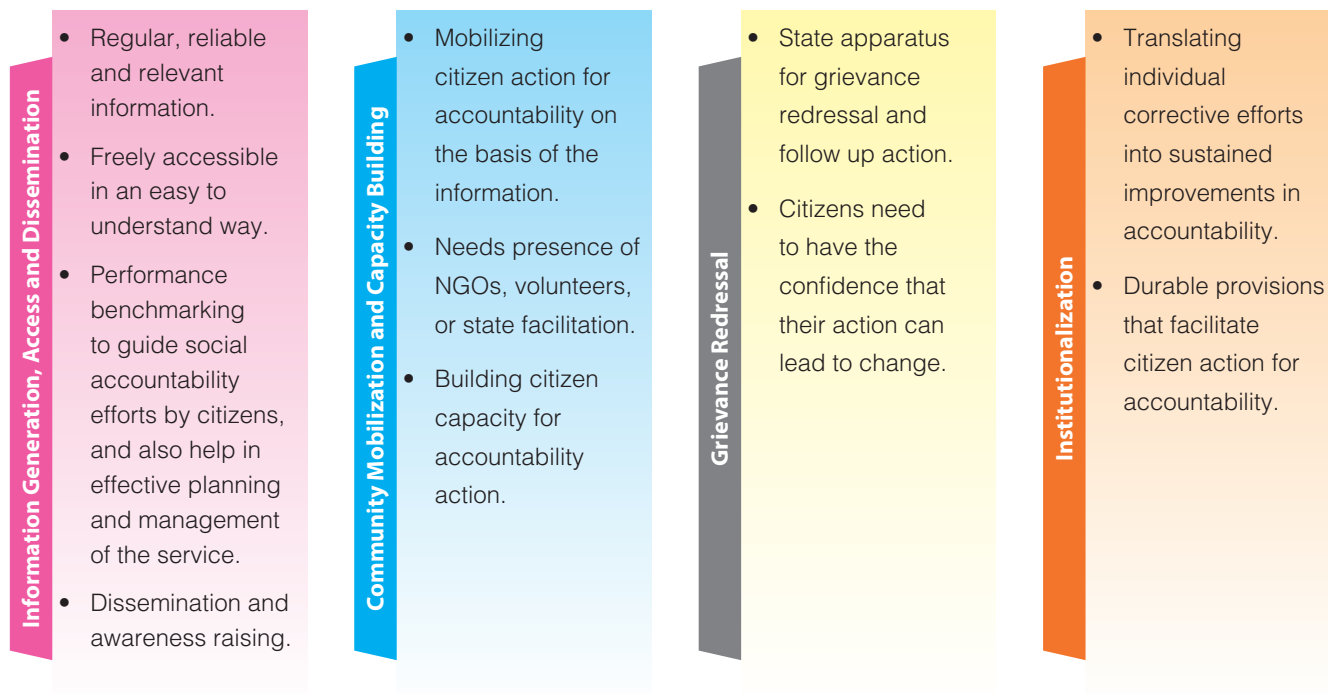 Information Generation, Access and Dissemination
• Regular, reliable
and relevant
information.
• Freely accessible
in an easy to
understand way.
• Performance
benchmarking
to guide social
accountability
efforts by citizens,
and also help in
effective planning
and management
of the service.
• Dissemination and
awareness raising.
Community Mobilization and Capacity Building
• Mobilizing
citizen action for
accountability on
the basis of the
information.
• Needs presence of
NGOs, volunteers,
or state facilitation.
• Building citizen
capacity for
accountability
action.
Grievance Redressal
• State apparatus
for grievance
redressal and
follow up action.
• Citizens need
to have the
confidence that
their action can
lead to change.
Institutionalization
• Translating
individual
corrective efforts
into sustained
improvements in
accountability.
• Durable provisions
that facilitate
citizen action for
accountability.